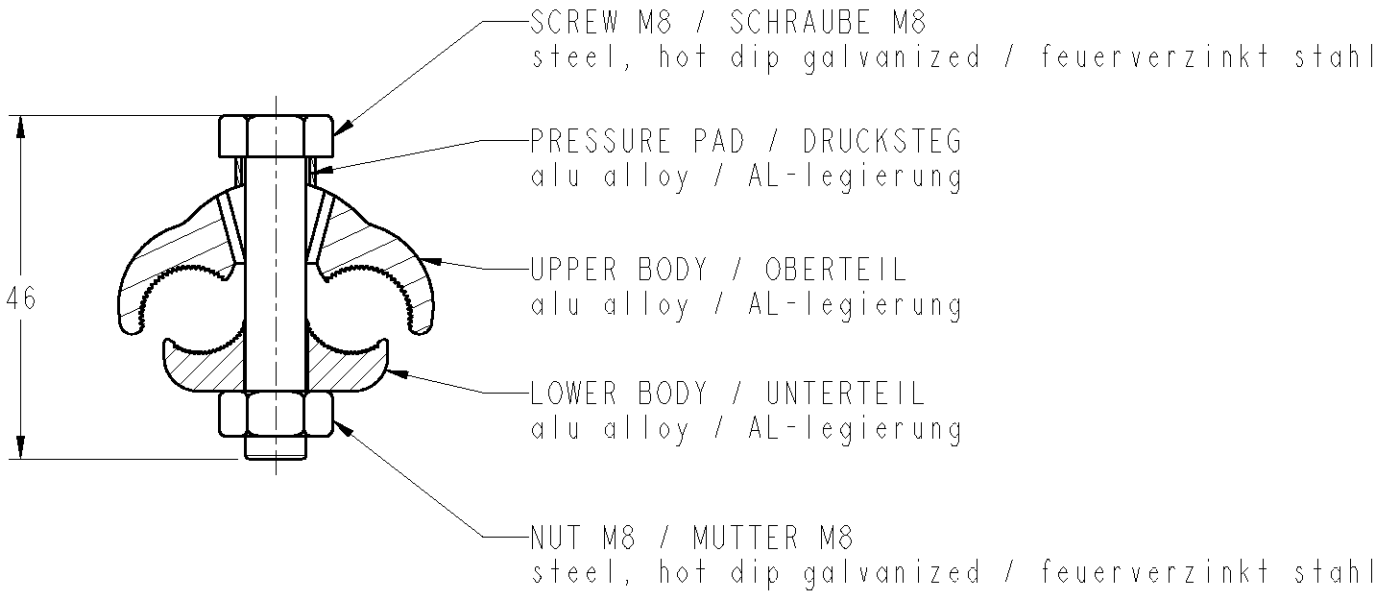 SCREW M8 / SCHRAUBE M8
steel, hot dip galvanized / feuerverzinkt stahl
PRESSURE PAD / DRUCKSTEG
alu alloy / AL-legierung
46
UPPER BODY / OBERTEIL
alu alloy / AL-legierung
LOWER BODY / UNTERTEIL
alu alloy / AL-legierung
NUT M8 / MUTTER M8
steel, hot dip galvanized / feuerverzinkt stahl